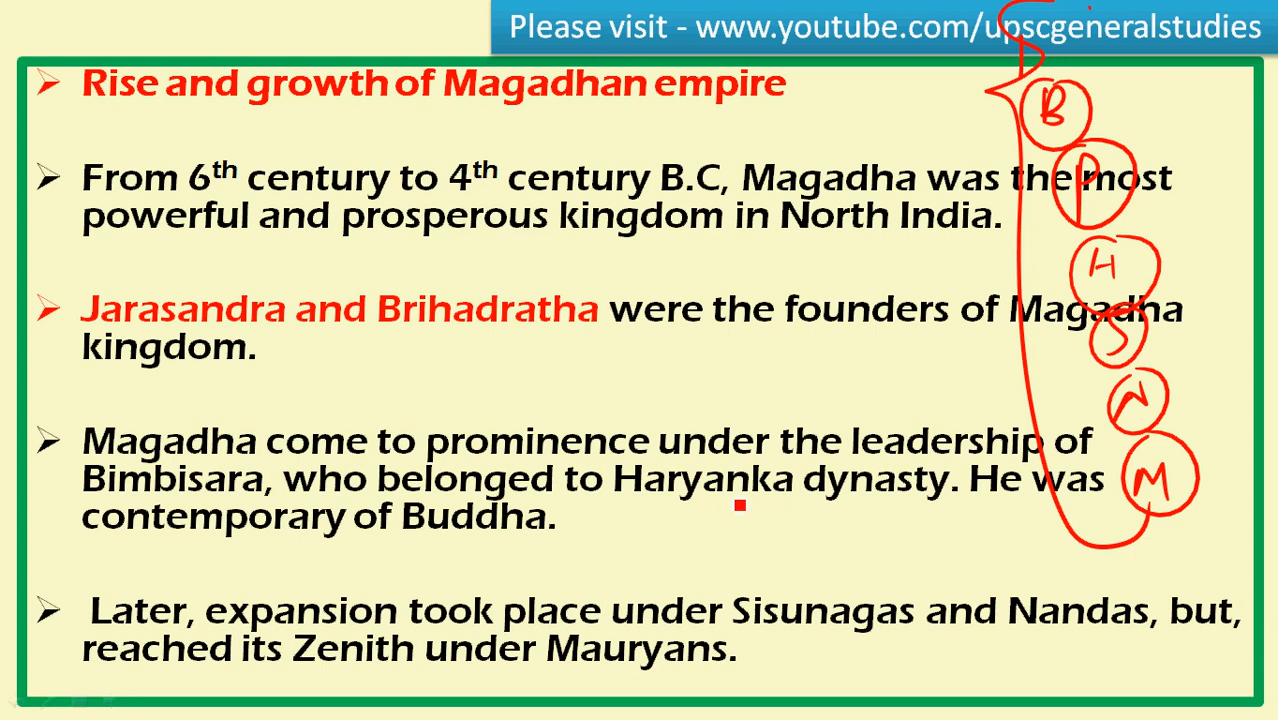 Please visit - www.youtube.com/upscgeneralstudies
Rise and growth of Magadhan empire
From 6th century to 4th century B.C, Magadha was the most
powerful and prosperous kingdom in North India.
Jarasandra and Brihadratha were the founders of Magadha
kingdom.
Magadha come to prominence under the leadership of
Bimbisara, who belonged to Haryanka dynasty. He was
contemporary of Buddha.
Later, expansion took place under Sisunagas and Nandas, but,
reached its Zenith under Mauryans.
B
P
H
S
N
M